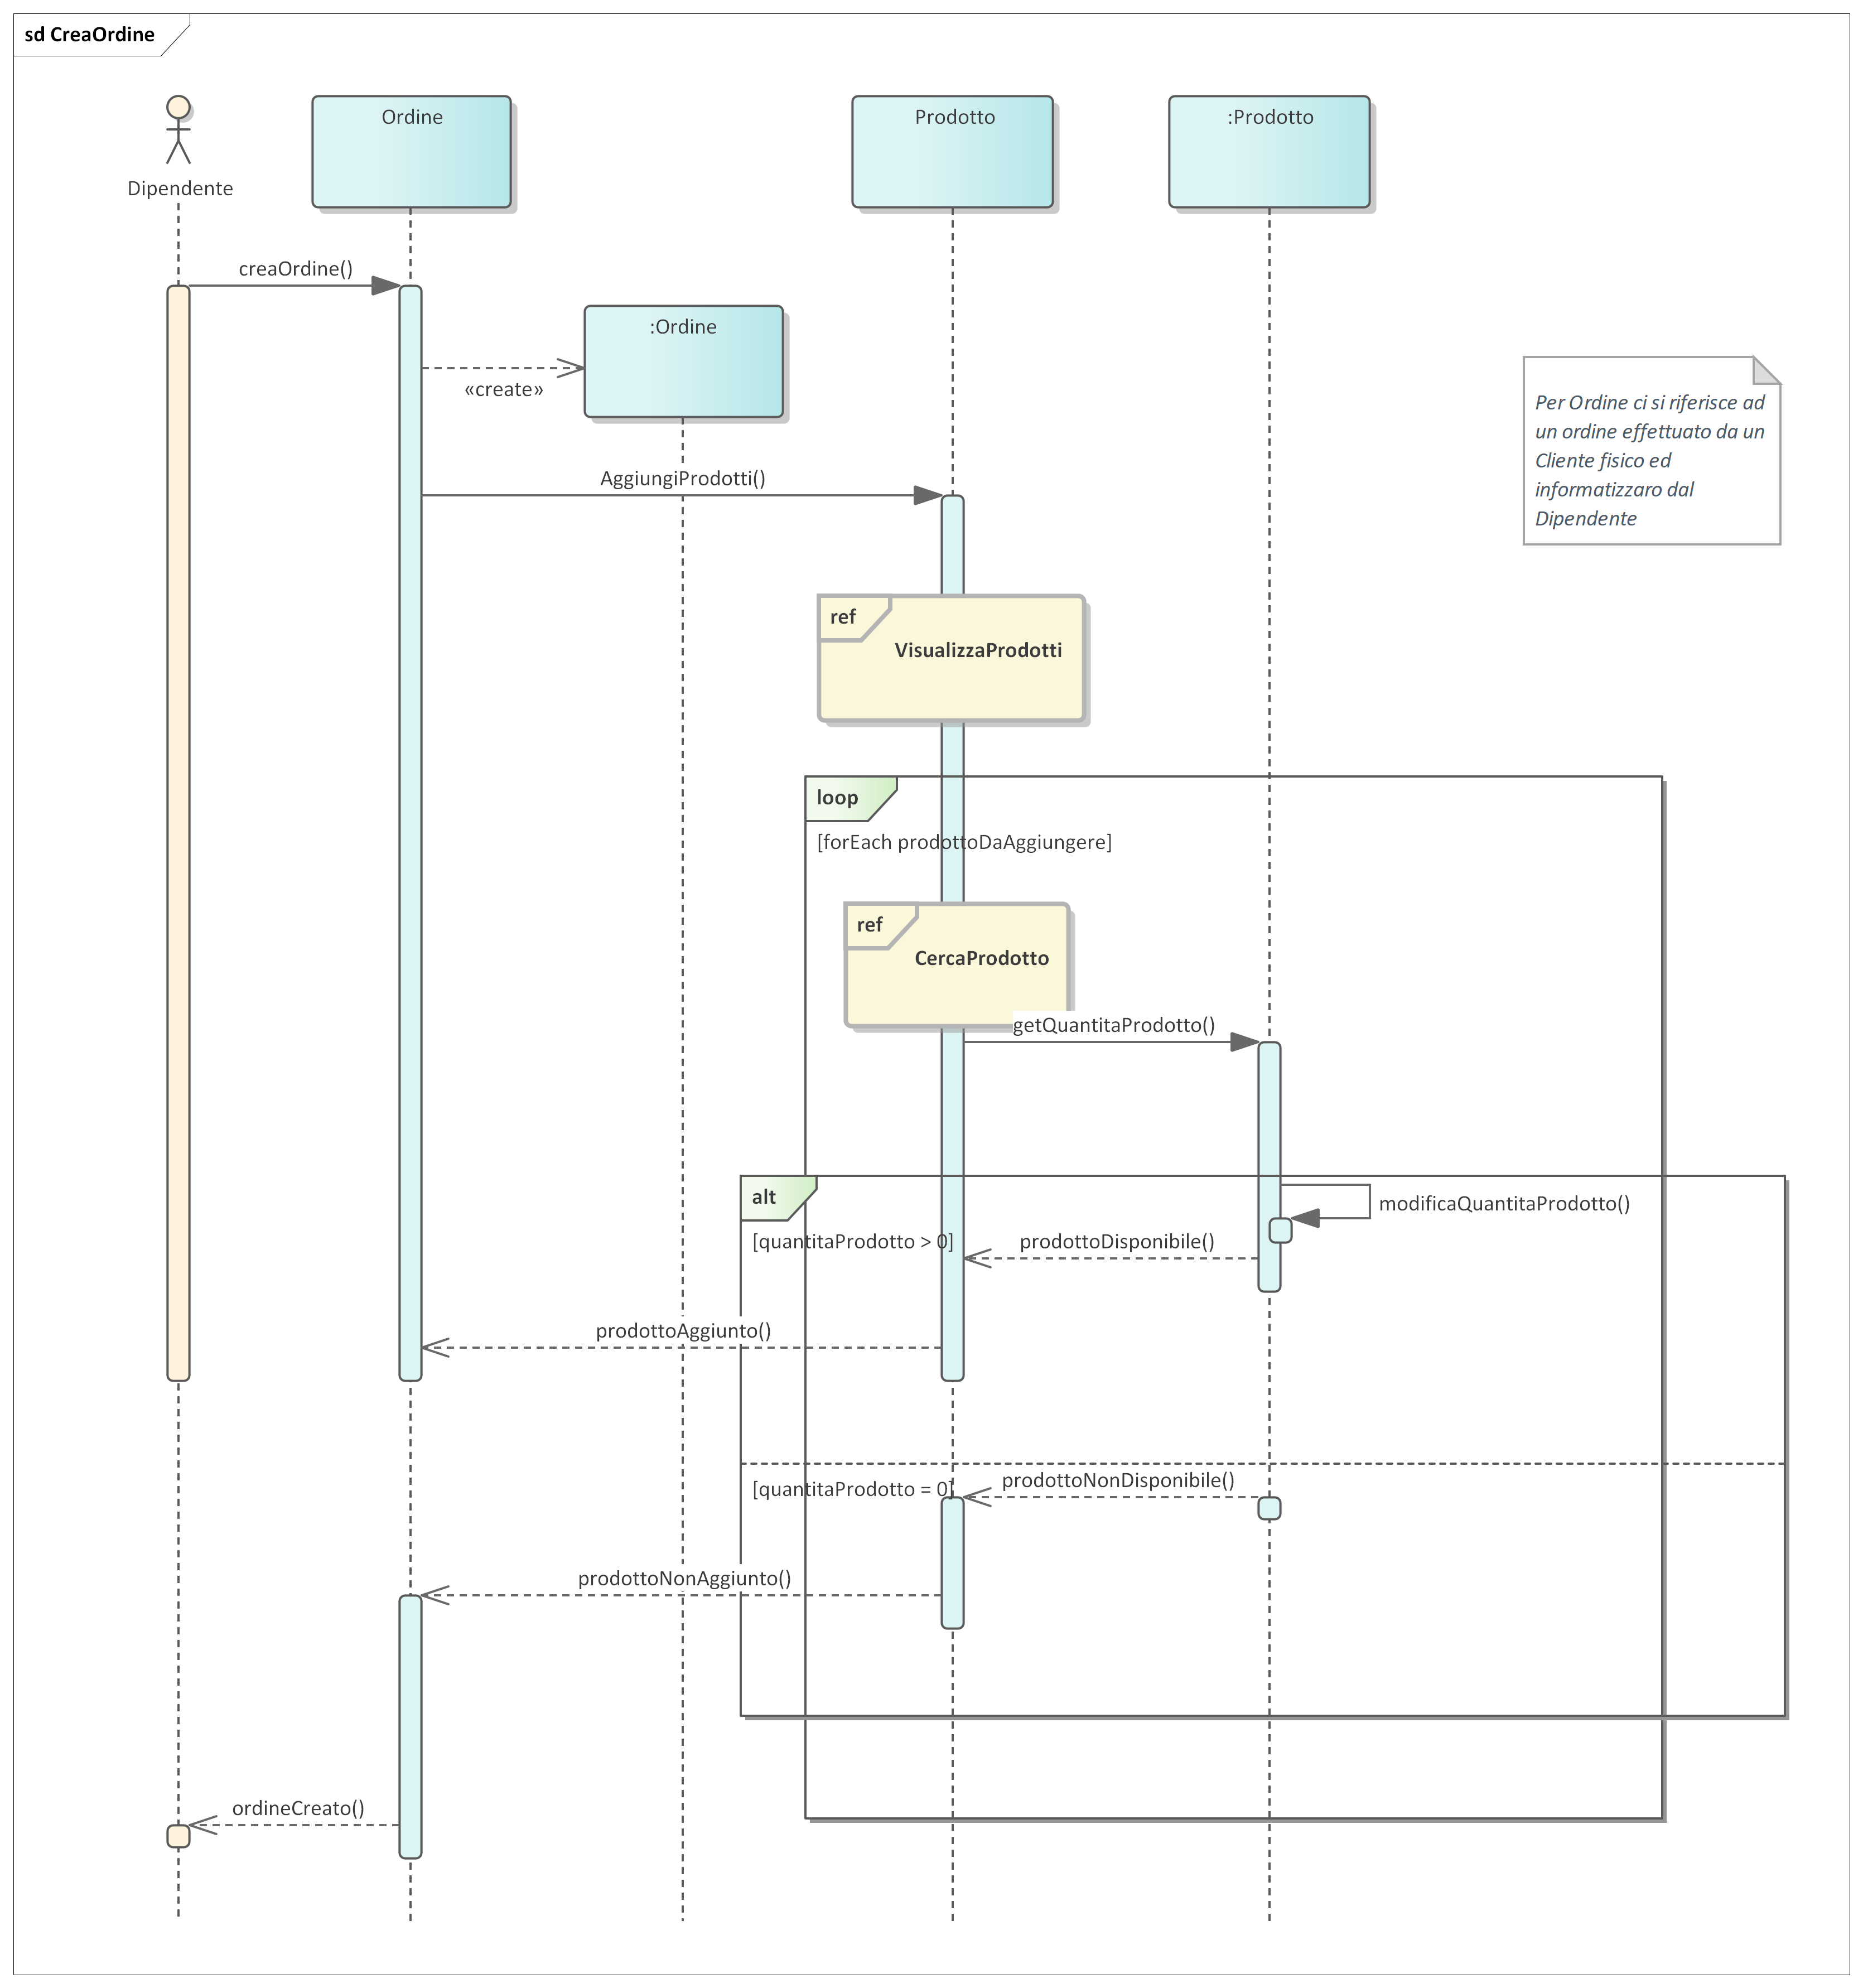 sd CreaOrdine
Dipendente
Ordine
Prodotto
:Prodotto
creaOrdine()
:Ordine
«create»
Per Ordine ci si riferisce ad
un ordine effettuato da un
Cliente fisico ed
informatizzaro dal
Dipendente
AggiungiProdotti()
ref
VisualizzaProdotti
loop
[forEach prodottoDaAggiungere]
ref
CercaProdotto
getQuantitaProdotto()
alt
modificaQuantitaProdotto()
[quantitaProdotto > 0]
prodottoDisponibile()
prodottoAggiunto()
[quantitaProdotto = 0]
prodottoNonDisponibile()
prodottoNonAggiunto()
ordineCreato()